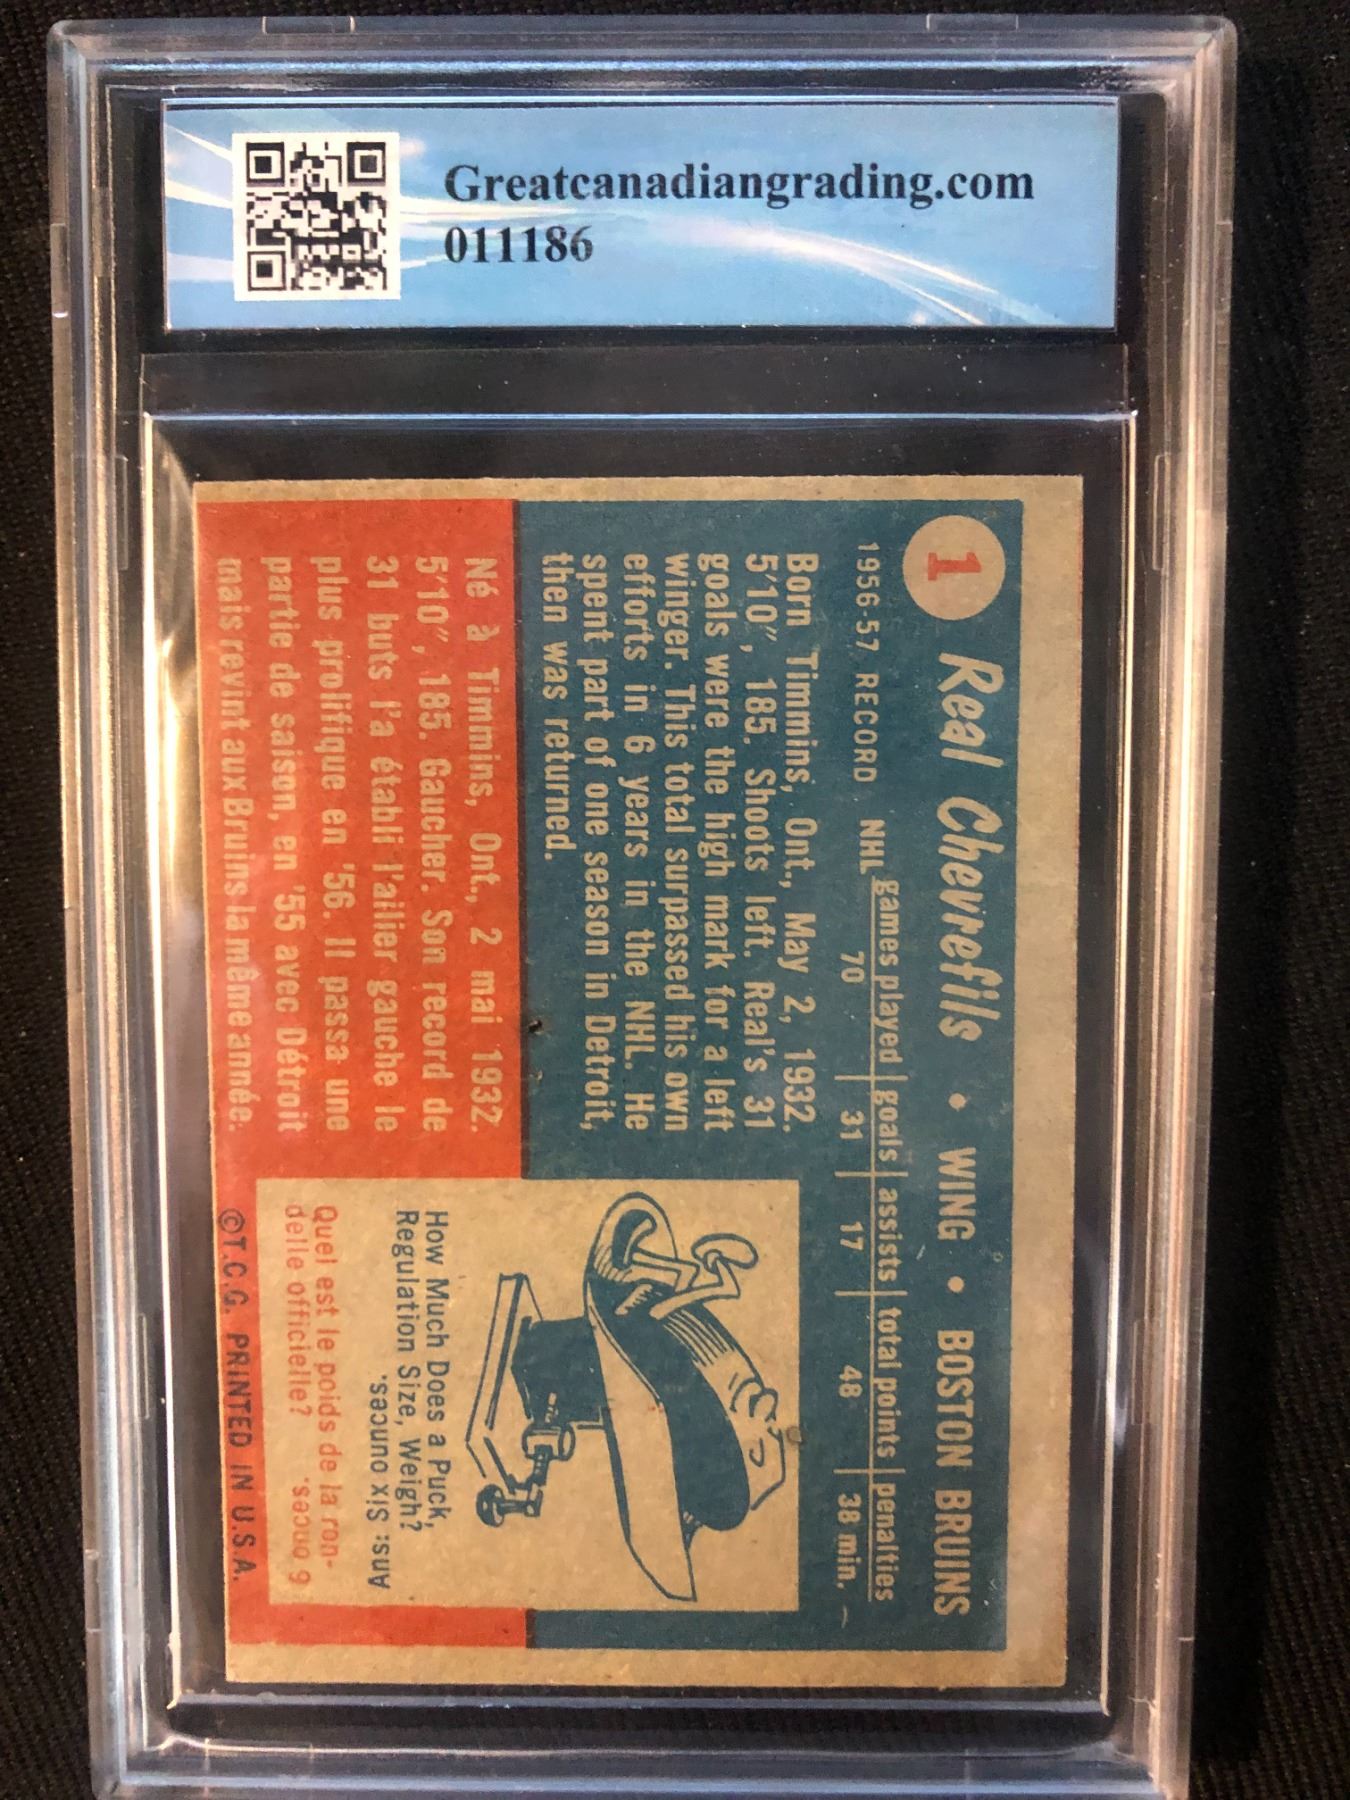 Greatcanadiangrading.com
011186
1 Real Chevrefils • WING • BOSTON BRUINS
1956-57 RECORD
games played goals assists total points penalties
NHL 70 31 17 48 38 min.
Born Timmins, Ont., May 2, 1932.
5'10", 185. Shoots left. Real's 31
goals were the high mark for a left
winger. This total surpassed his own
efforts in 6 years in the NHL. He
spent part of one season in Detroit,
then was returned.
Né à Timmins, Ont., 2 mai 1932.
5'10", 185. Gaucher. Son record de
31 buts l'a établi l'ailier gauche le
plus prolifique en '56. Il passa une
partie de saison, en '55 avec Détroit
mais revint aux Bruins la même année.
How Much Does a Puck,
Regulation Size, Weigh?
Ans: Six ounces.
Quel est le poids de la ron-
delle officielle? 6 onces.
©T.C.G. PRINTED IN U.S.A.